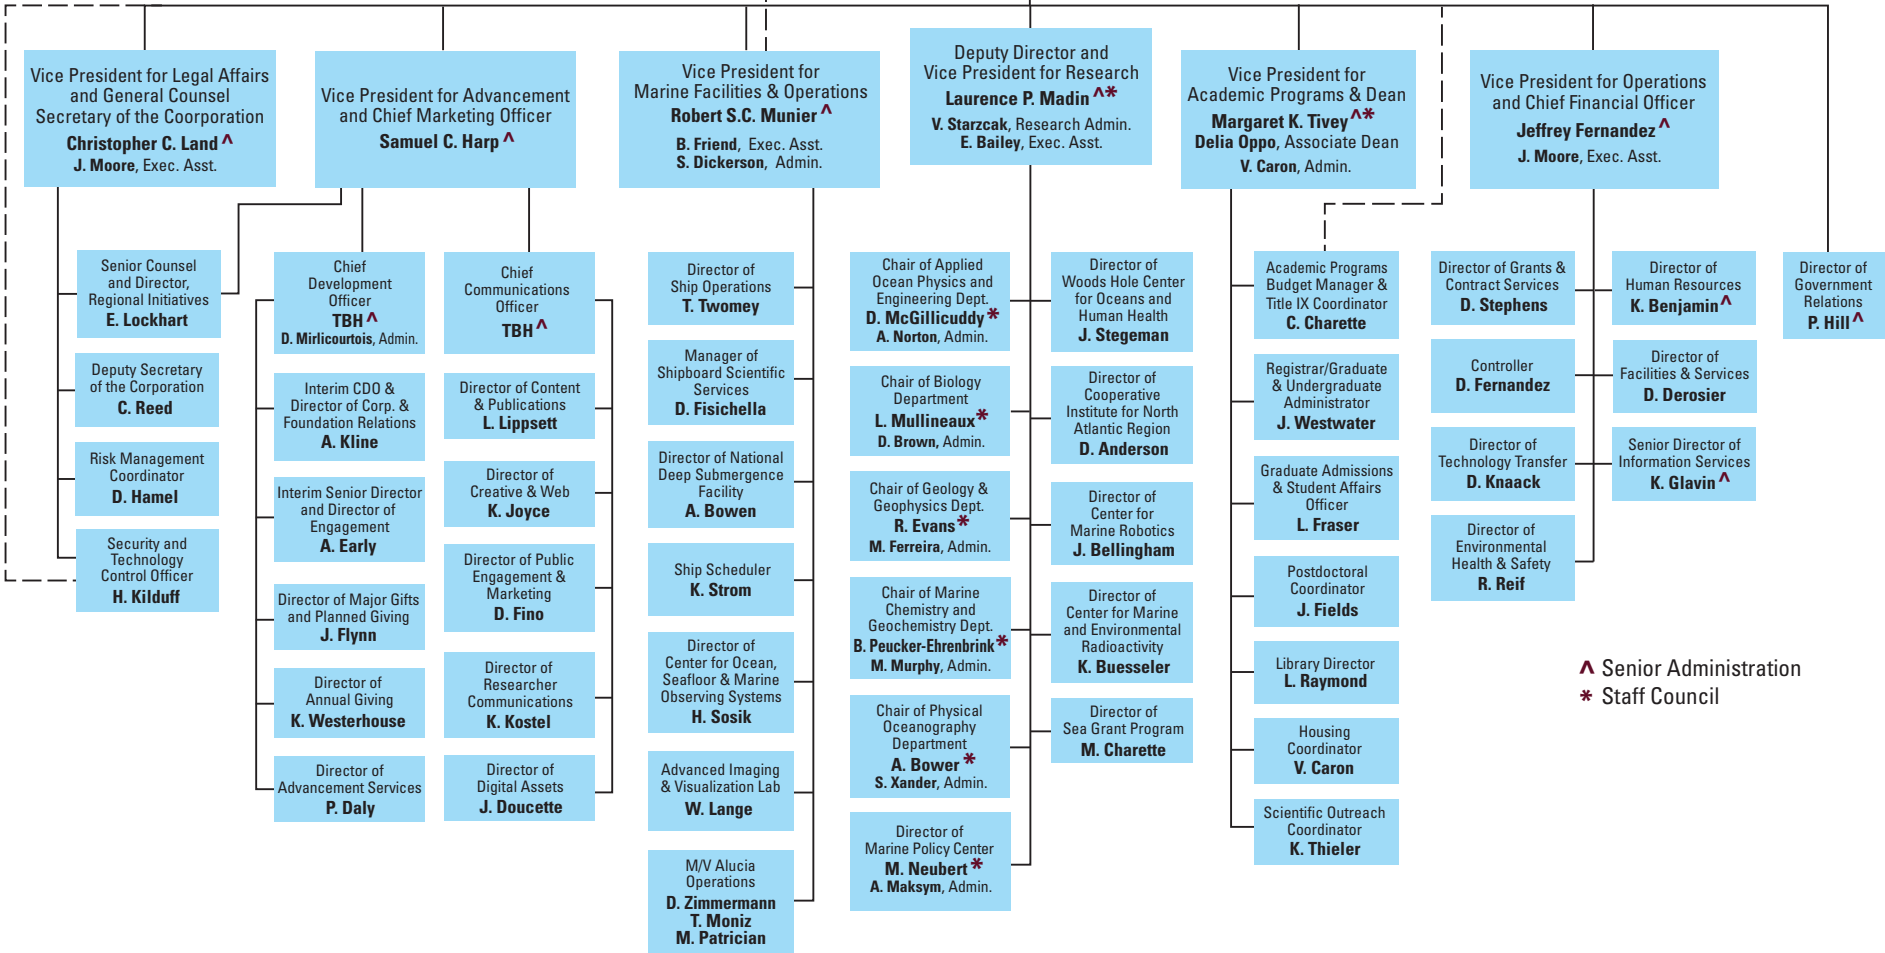 Vice President for Legal Affairs
and General Counsel
Secretary of the Coorporation
Christopher C. Land ^
J. Moore, Exec. Asst.
Vice President for Advancement
and Chief Marketing Officer
Samuel C. Harp ^
Vice President for
Marine Facilities & Operations
Robert S.C. Munier ^
B. Friend, Exec. Asst.
S. Dickerson, Admin.
Deputy Director and
Vice President for Research
Laurence P. Madin ^*
V. Starzcak, Research Admin.
E. Bailey, Exec. Asst.
Vice President for
Academic Programs & Dean
Margaret K. Tivey ^*
Delia Oppo, Associate Dean
V. Caron, Admin.
Vice President for Operations
and Chief Financial Officer
Jeffrey Fernandez ^
J. Moore, Exec. Asst.
Senior Counsel
and Director,
Regional Initiatives
E. Lockhart
Deputy Secretary
of the Corporation
C. Reed
Risk Management
Coordinator
D. Hamel
Security and
Technology
Control Officer
H. Kilduff
Chief
Development
Officer
TBH ^
D. Mirlicourtois, Admin.
Interim CDO &
Director of Corp. &
Foundation Relations
A. Kline
Interim Senior Director
and Director of
Engagement
A. Early
Director of Major Gifts
and Planned Giving
J. Flynn
Director of
Annual Giving
K. Westerhouse
Director of
Advancement Services
P. Daly
Chief
Communications
Officer
TBH ^
Director of Content
& Publications
L. Lippsett
Director of
Creative & Web
K. Joyce
Director of Public
Engagement &
Marketing
D. Fino
Director of
Researcher
Communications
K. Kostel
Director of
Digital Assets
J. Doucette
Director of
Ship Operations
T. Twomey
Manager of
Shipboard Scientific
Services
D. Fisichella
Director of National
Deep Submergence
Facility
A. Bowen
Ship Scheduler
K. Strom
Director of
Center for Ocean,
Seafloor & Marine
Observing Systems
H. Sosik
Advanced Imaging
& Visualization Lab
W. Lange
M/V Alucia
Operations
D. Zimmermann
T. Moniz
M. Patrician
Chair of Applied
Ocean Physics and
Engineering Dept.
D. McGillicuddy *
A. Norton, Admin.
Chair of Biology
Department
L. Mullineaux *
D. Brown, Admin.
Chair of Geology &
Geophysics Dept.
R. Evans *
M. Ferreira, Admin.
Chair of Marine
Chemistry and
Geochemistry Dept.
B. Peucker-Ehrenbrink *
M. Murphy, Admin.
Chair of Physical
Oceanography
Department
A. Bower *
S. Xander, Admin.
Director of
Marine Policy Center
M. Neubert *
A. Maksym, Admin.
Director of
Woods Hole Center
for Oceans and
Human Health
J. Stegeman
Director of
Cooperative
Institute for North
Atlantic Region
D. Anderson
Director of
Center for
Marine Robotics
J. Bellingham
Director of
Center for Marine
and Environmental
Radioactivity
K. Buesseler
Director of
Sea Grant Program
M. Charette
Academic Programs
Budget Manager &
Title IX Coordinator
C. Charette
Registrar/Graduate
& Undergraduate
Administrator
J. Westwater
Graduate Admissions
& Student Affairs
Officer
L. Fraser
Postdoctoral
Coordinator
J. Fields
Library Director
L. Raymond
Housing
Coordinator
V. Caron
Scientific Outreach
Coordinator
K. Thieler
Director of Grants &
Contract Services
D. Stephens
Controller
D. Fernandez
Director of
Technology Transfer
D. Knaack
Director of
Environmental
Health & Safety
R. Reif
Director of
Human Resources
K. Benjamin ^
Director of
Facilities & Services
D. Derosier
Senior Director of
Information Services
K. Glavin ^
Director of
Government
Relations
P. Hill ^
^ Senior Administration
* Staff Council